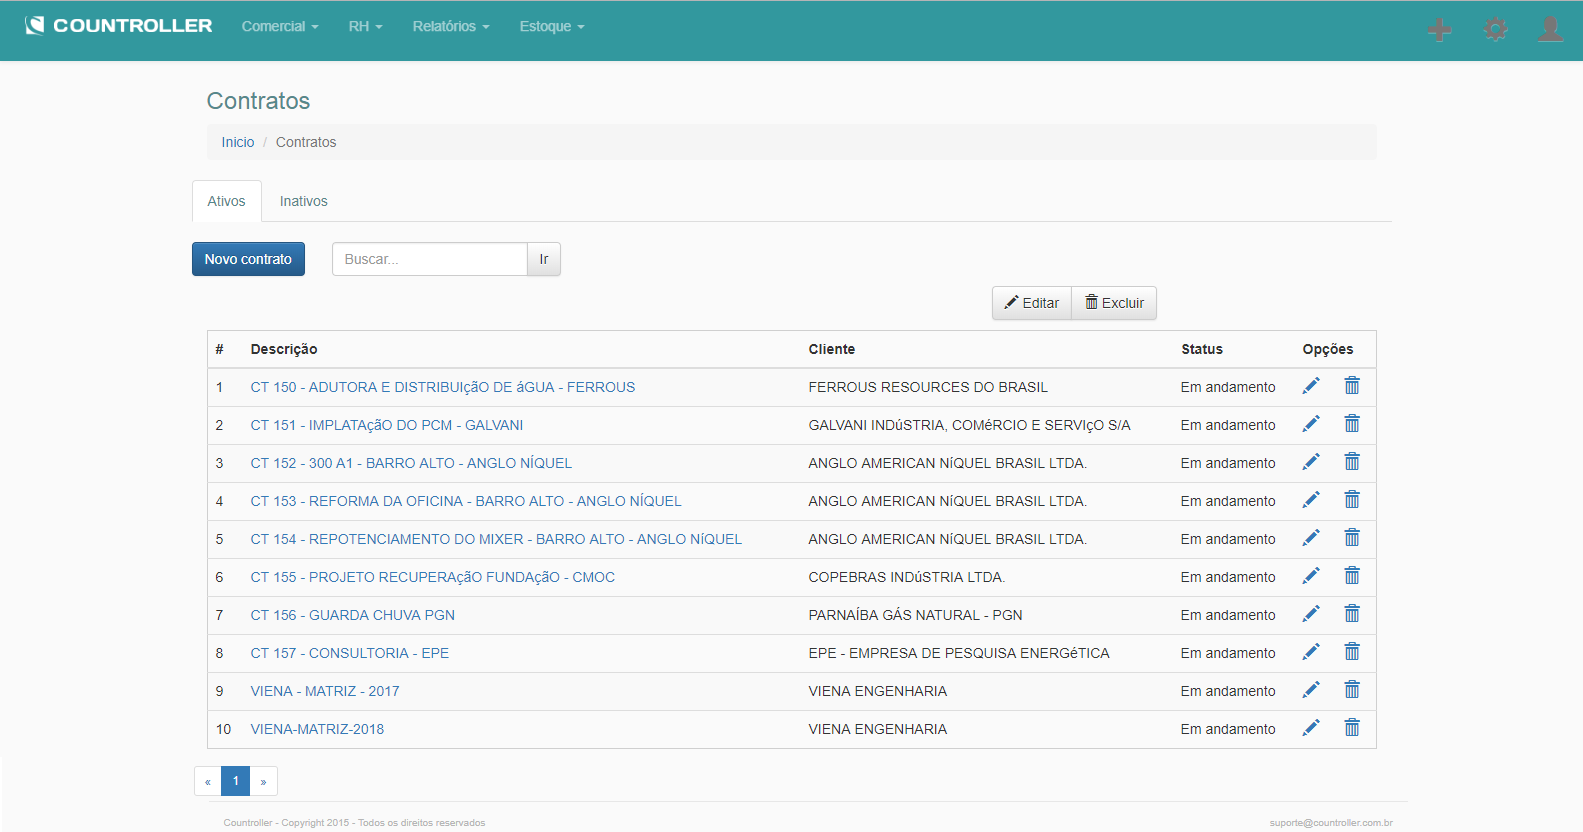 COUNTROLLER Comercial RH Relatórios Estoque
Contratos
Inicio / Contratos
Ativos Inativos
Novo contrato Buscar... Ir
Editar Excluir
# Descrição Cliente Status Opções
1 CT 150 - ADUTORA E DISTRIBUIçãO DE áGUA - FERROUS FERROUS RESOURCES DO BRASIL Em andamento
2 CT 151 - IMPLATAçãO DO PCM - GALVANI GALVANI INDúSTRIA, COMéRCIO E SERVIçO S/A Em andamento
3 CT 152 - 300 A1 - BARRO ALTO - ANGLO NÍQUEL ANGLO AMERICAN NíQUEL BRASIL LTDA. Em andamento
4 CT 153 - REFORMA DA OFICINA - BARRO ALTO - ANGLO NÍQUEL ANGLO AMERICAN NíQUEL BRASIL LTDA. Em andamento
5 CT 154 - REPOTENCIAMENTO DO MIXER - BARRO ALTO - ANGLO NíQUEL ANGLO AMERICAN NíQUEL BRASIL LTDA. Em andamento
6 CT 155 - PROJETO RECUPERAçãO FUNDAçãO - CMOC COPEBRAS INDúSTRIA LTDA. Em andamento
7 CT 156 - GUARDA CHUVA PGN PARNAÍBA GÁS NATURAL - PGN Em andamento
8 CT 157 - CONSULTORIA - EPE EPE - EMPRESA DE PESQUISA ENERGéTICA Em andamento
9 VIENA - MATRIZ - 2017 VIENA ENGENHARIA Em andamento
10 VIENA-MATRIZ-2018 VIENA ENGENHARIA Em andamento
« 1 »
Countroller - Copyright 2015 - Todos os direitos reservados suporte@countroller.com.br